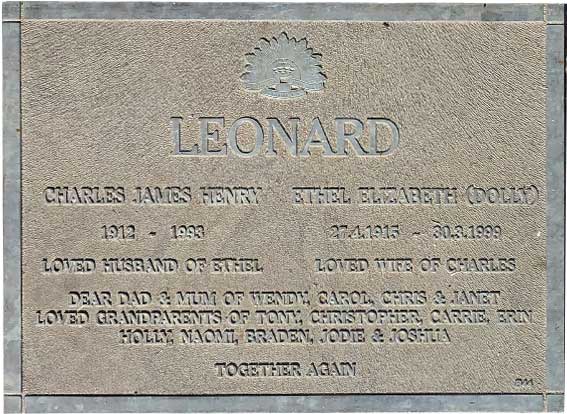 LEONARD
CHARLES JAMES HENRY ETHEL ELIZABETH (DOLLY)
1912 - 1993 27.4.1915 - 30.3.1999
LOVED HUSBAND OF ETHEL LOVED WIFE OF CHARLES
DEAR DAD & MUM OF WENDY, CAROL, CHRIS & JANET
LOVED GRANDPARENTS OF TONY, CHRISTOPHER, CARRIE, ERIN
HOLLY, NAOMI, BRADEN, JODIE & JOSHUA
TOGETHER AGAIN